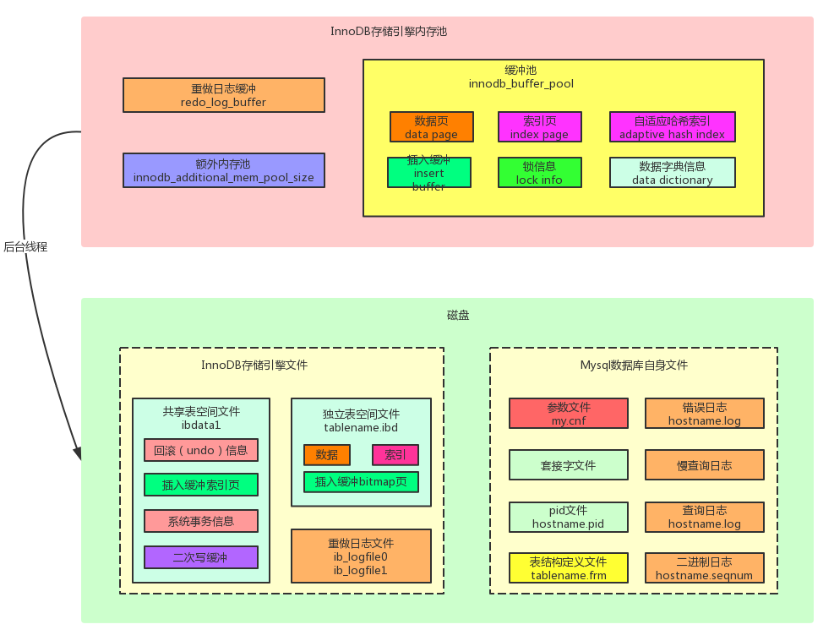 InnoDB存储引擎内存池
重做日志缓冲
redo_log_buffer
额外内存池
innodb_additional_mem_pool_size
缓冲池
innodb_buffer_pool
数据页
data page
索引页
index page
自适应哈希索引
adaptive hash index
插入缓冲
insert
buffer
锁信息
lock info
数据字典信息
data dictionary
后台线程
磁盘
InnoDB存储引擎文件
共享表空间文件
ibdata1
回滚（undo）信息
插入缓冲索引页
系统事务信息
二次写缓冲
独立表空间文件
tablename.ibd
数据
索引
插入缓冲bitmap页
重做日志文件
ib_logfile0
ib_logfile1
Mysql数据库自身文件
参数文件
my.cnf
错误日志
hostname.log
套接字文件
慢查询日志
pid文件
hostname.pid
查询日志
hostname.log
表结构定义文件
tablename.frm
二进制日志
hostname.seqnum